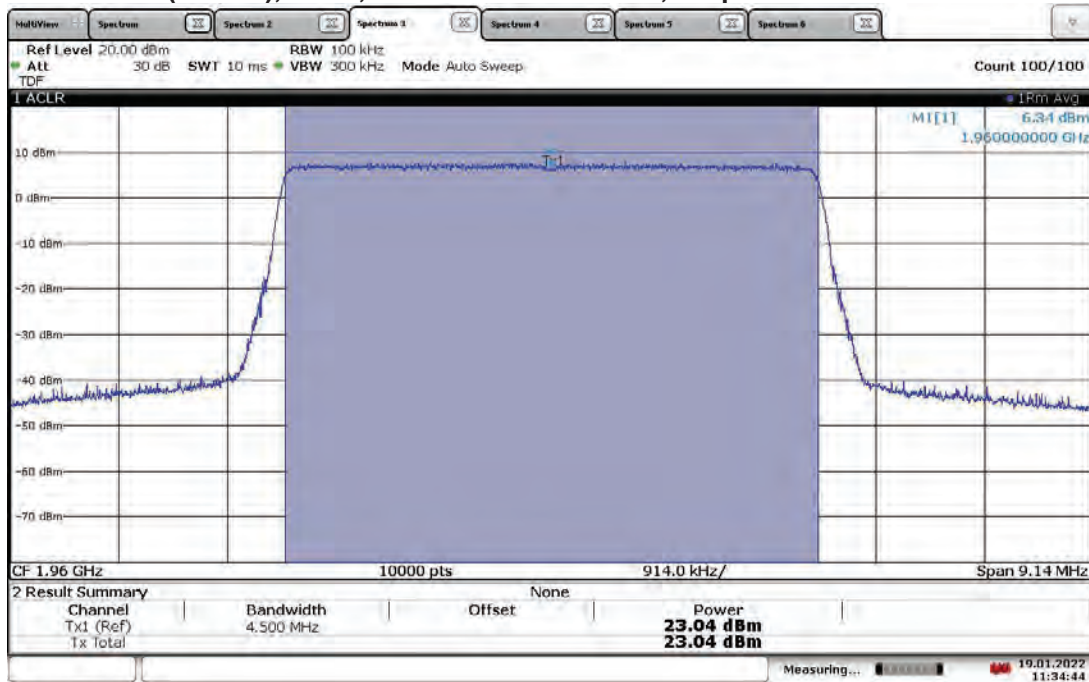 MultiView Spectrum Spectrum 2 Spectrum 3 Spectrum 4 Spectrum 5 Spectrum 6
Ref Level 20.00 dBm RBW 100 kHz
Att 30 dB SWT 10 ms VBW 300 kHz Mode Auto Sweep Count 100/100
TDF
1 ACLR 1Rm Avg
M1[1] 6.34 dBm
1.960000000 GHz
10 dBm
Tx1
0 dBm
-10 dBm
-20 dBm
-30 dBm
-40 dBm
-50 dBm
-60 dBm
-70 dBm
CF 1.96 GHz 10000 pts 914.0 kHz/ Span 9.14 MHz
2 Result Summary None
Channel Bandwidth Offset Power
Tx1 (Ref) 4.500 MHz 23.04 dBm
Tx Total 23.04 dBm
Measuring... 19.01.2022
11:34:44